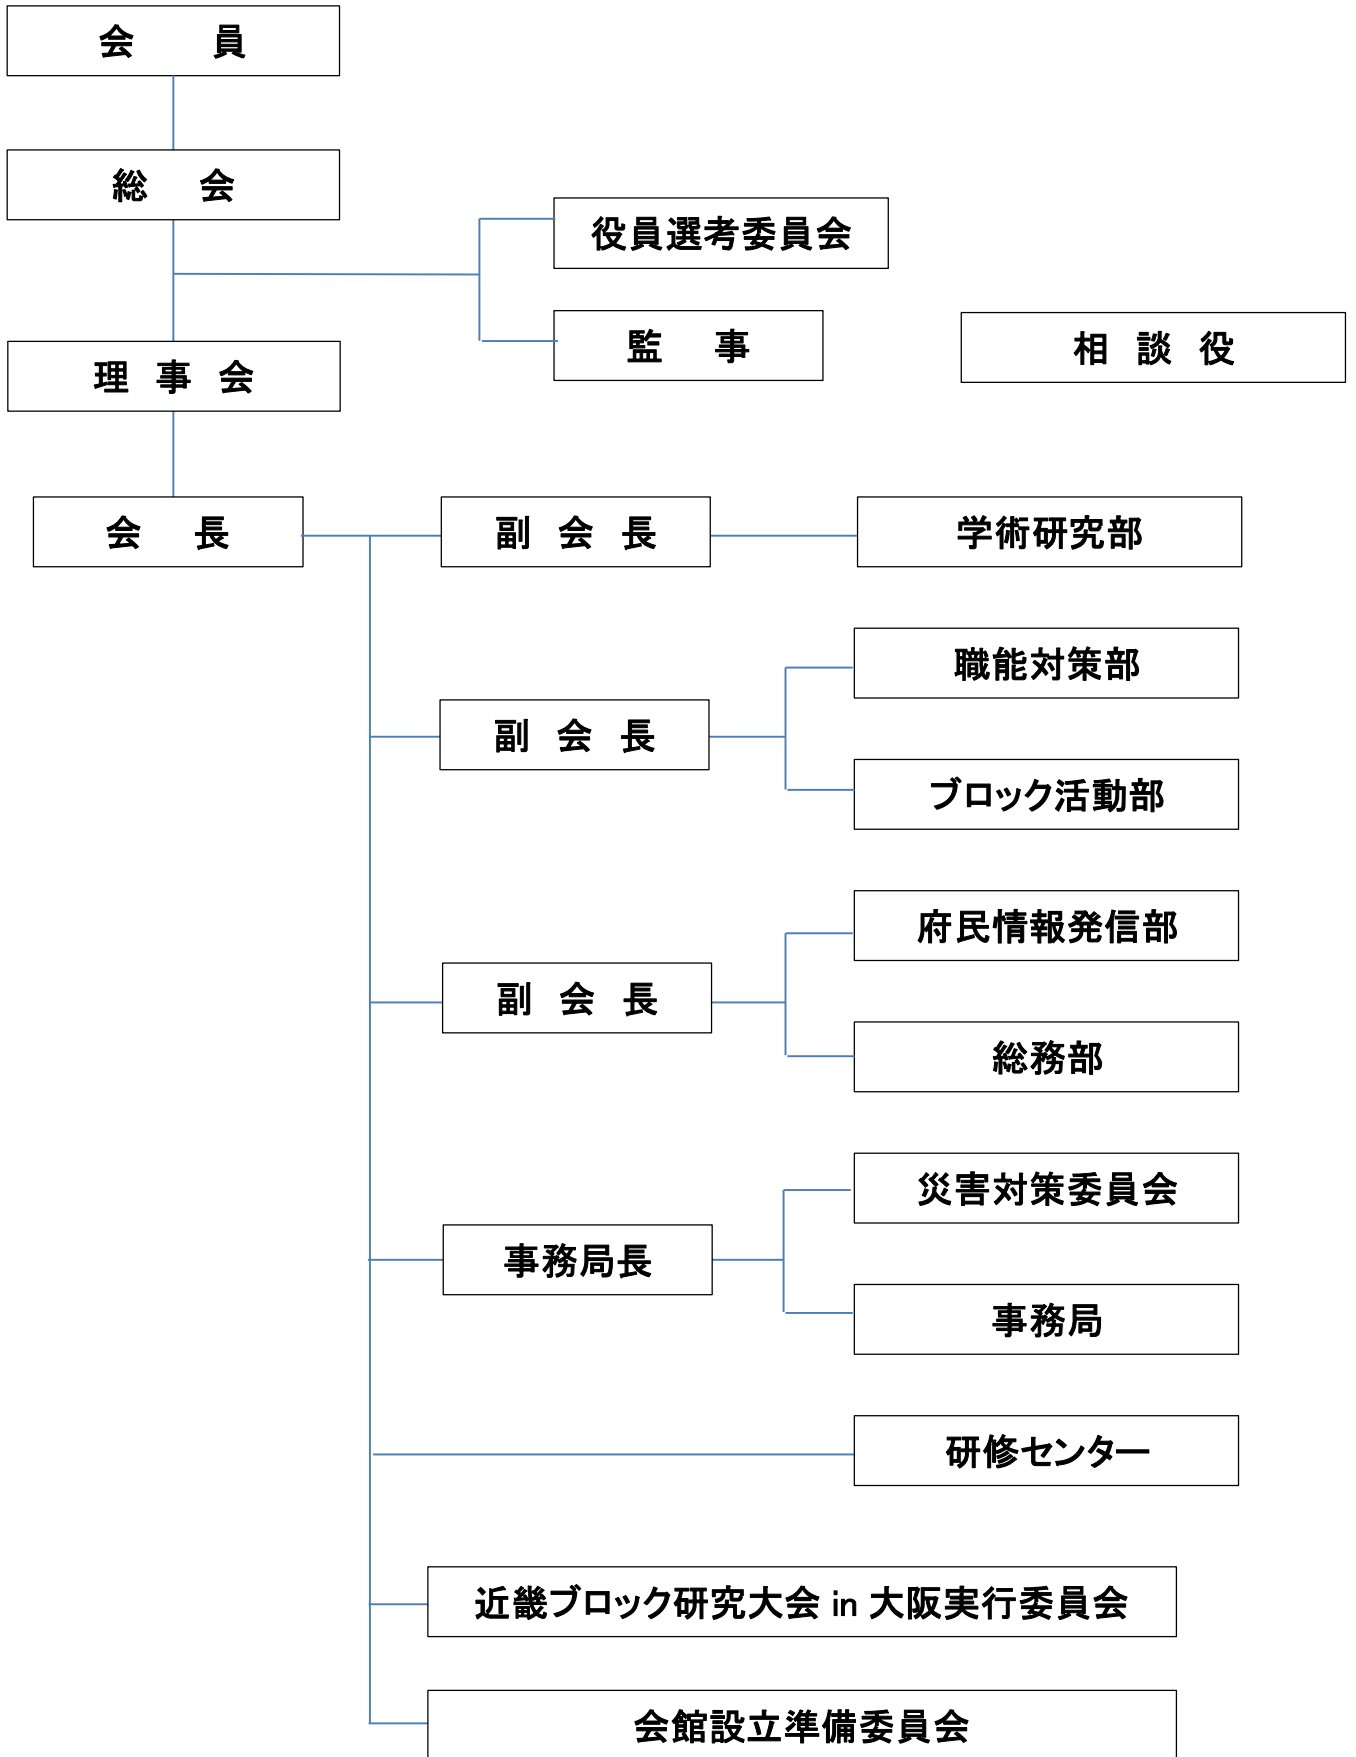 会　員
総　会
役員選考委員会
監　事
相　談　役
理　事　会
会　長
副　会　長
学術研究部
職能対策部
副　会　長
ブロック活動部
府民情報発信部
副　会　長
総務部
災害対策委員会
事務局長
事務局
研修センター
近畿ブロック研究大会 in 大阪実行委員会
会館設立準備委員会